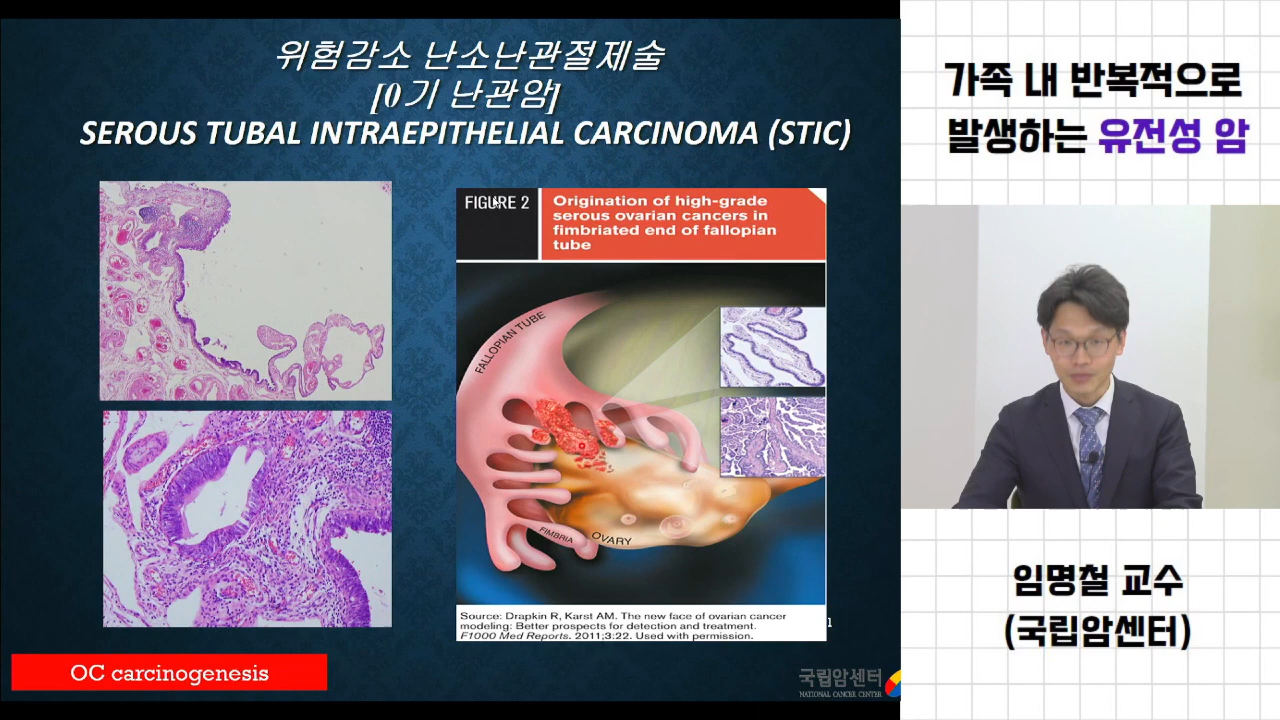 위험감소 난소난관절제술
[0기 난관암]
SEROUS TUBAL INTRAEPITHELIAL CARCINOMA (STIC)
FIGURE 2
Origination of high-grade
serous ovarian cancers in
fimbriated end of fallopian
tube
FALLOPIAN TUBE
FIMBRIA
OVARY
Source: Drapkin R, Karst AM. The new face of ovarian cancer
modeling: Better prospects for detection and treatment.
F1000 Med Reports. 2011;3:22. Used with permission.
1
OC carcinogenesis
국립암센터
NATIONAL CANCER CENTER
가족 내 반복적으로
발생하는 유전성 암
임명철 교수
(국립암센터)